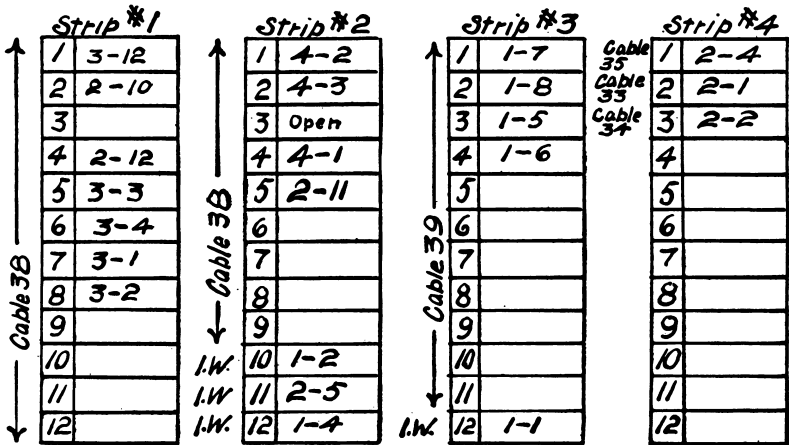 Strip #1
Cable 38
1 3-12
2 2-10
3
4 2-12
5 3-3
6 3-4
7 3-1
8 3-2
9
10
11
12
Strip #2
Cable 38
1 4-2
2 4-3
3 Open
4 4-1
5 2-11
6
7
8
9
I.W. 10 1-2
I.W 11 2-5
I.W. 12 1-4
Strip #3
Cable 39
1 1-7
2 1-8
3 1-5
4 1-6
5
6
7
8
9
10
11
I.W. 12 1-1
Strip #4
Cable 35 1 2-4
Cable 33 2 2-1
Cable 34 3 2-2
4
5
6
7
8
9
10
11
12